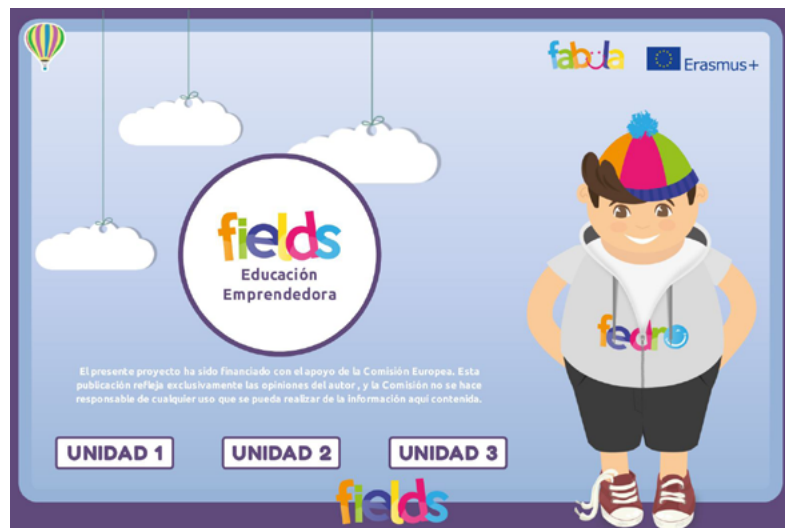 fabula
Erasmus+
fields
Educación
Emprendedora
fedro
El presente proyecto ha sido financiado con el apoyo de la Comisión Europea. Esta
publicación refleja exclusivamente las opiniones del autor , y la Comisión no se hace
responsable de cualquier uso que se pueda realizar de la información aquí contenida.
UNIDAD 1
UNIDAD 2
UNIDAD 3
fields